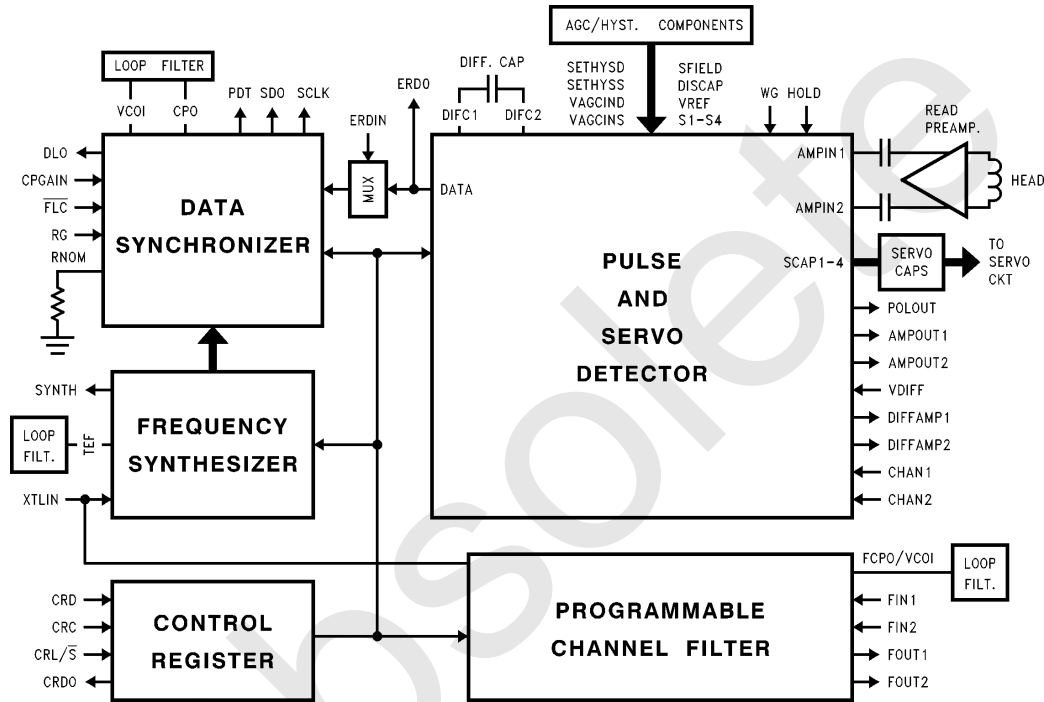 AGC/HYST. COMPONENTS
LOOP FILTER
DIFF. CAP
SETHYSD
SETHYSS
VAGCIND
VAGCINS
SFIELD
DISCAP
VREF
S1-S4
VCOI
CPO
PDT SDO SCLK
ERDO
ERDIN
DIFC1
DIFC2
WG HOLD
READ
PREAMP.
DLO
CPGAIN
FLC
RG
RNOM
DATA
SYNCHRONIZER
MUX
DATA
AMPIN1
AMPIN2
HEAD
PULSE
AND
SERVO
DETECTOR
SCAP1-4
SERVO
CAPS
TO
SERVO
CKT
POLOUT
AMPOUT1
AMPOUT2
VDIFF
DIFFAMP1
DIFFAMP2
CHAN1
CHAN2
SYNTH
LOOP
FILT.
TEF
XTLIN
FREQUENCY
SYNTHESIZER
CRD
CRC
CRL/S
CRDO
CONTROL
REGISTER
PROGRAMMABLE
CHANNEL FILTER
FCPO/VCOI
LOOP
FILT.
FIN1
FIN2
FOUT1
FOUT2
bsolete